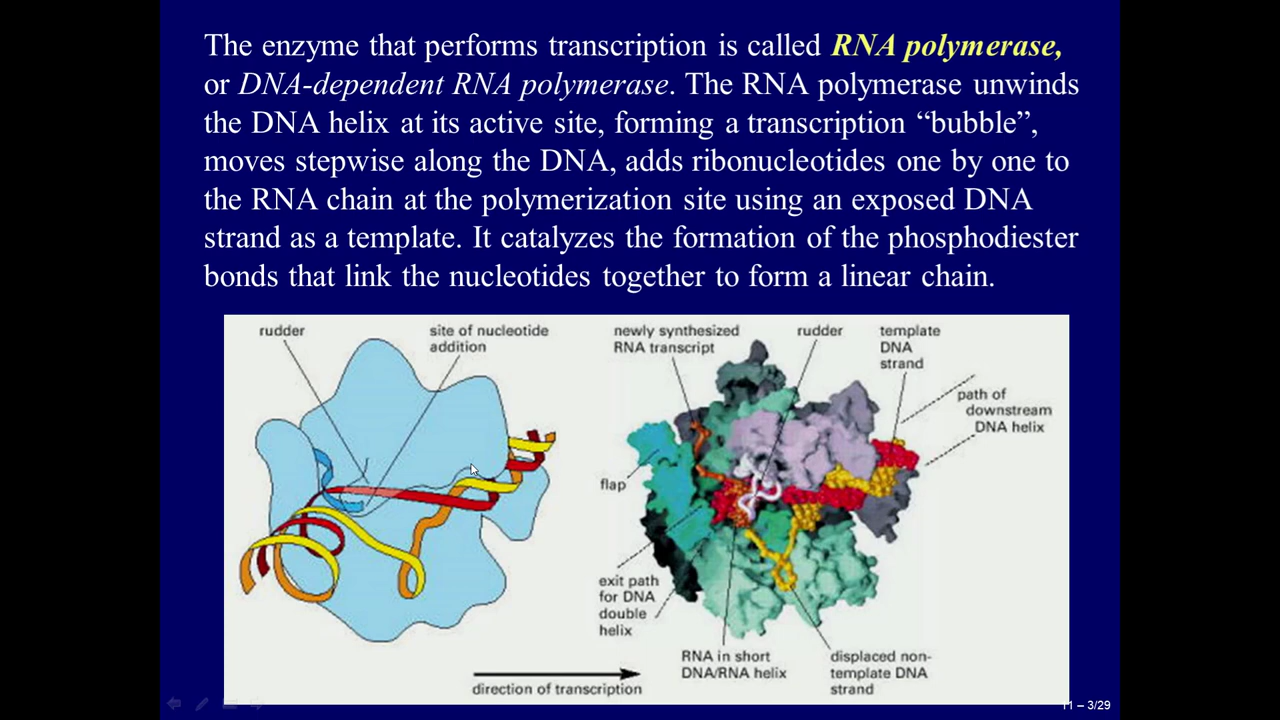 The enzyme that performs transcription is called RNA polymerase,
or DNA-dependent RNA polymerase. The RNA polymerase unwinds
the DNA helix at its active site, forming a transcription “bubble”,
moves stepwise along the DNA, adds ribonucleotides one by one to
the RNA chain at the polymerization site using an exposed DNA
strand as a template. It catalyzes the formation of the phosphodiester
bonds that link the nucleotides together to form a linear chain.
rudder
site of nucleotide
addition
newly synthesized
RNA transcript
rudder
template
DNA
strand
path of
downstream
DNA helix
flap
exit path
for DNA
double
helix
RNA in short
DNA/RNA helix
displaced non-
template DNA
strand
direction of transcription
11 – 3/29